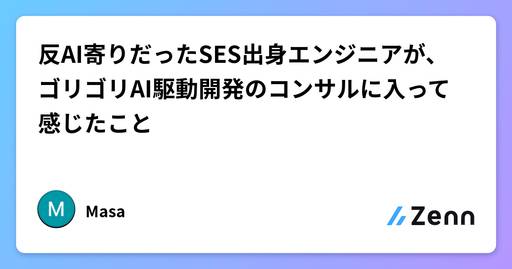 反AI寄りだったSES出身エンジニアが、
ゴリゴリAI駆動開発のコンサルに入って
感じたこと
M
Masa
Zenn